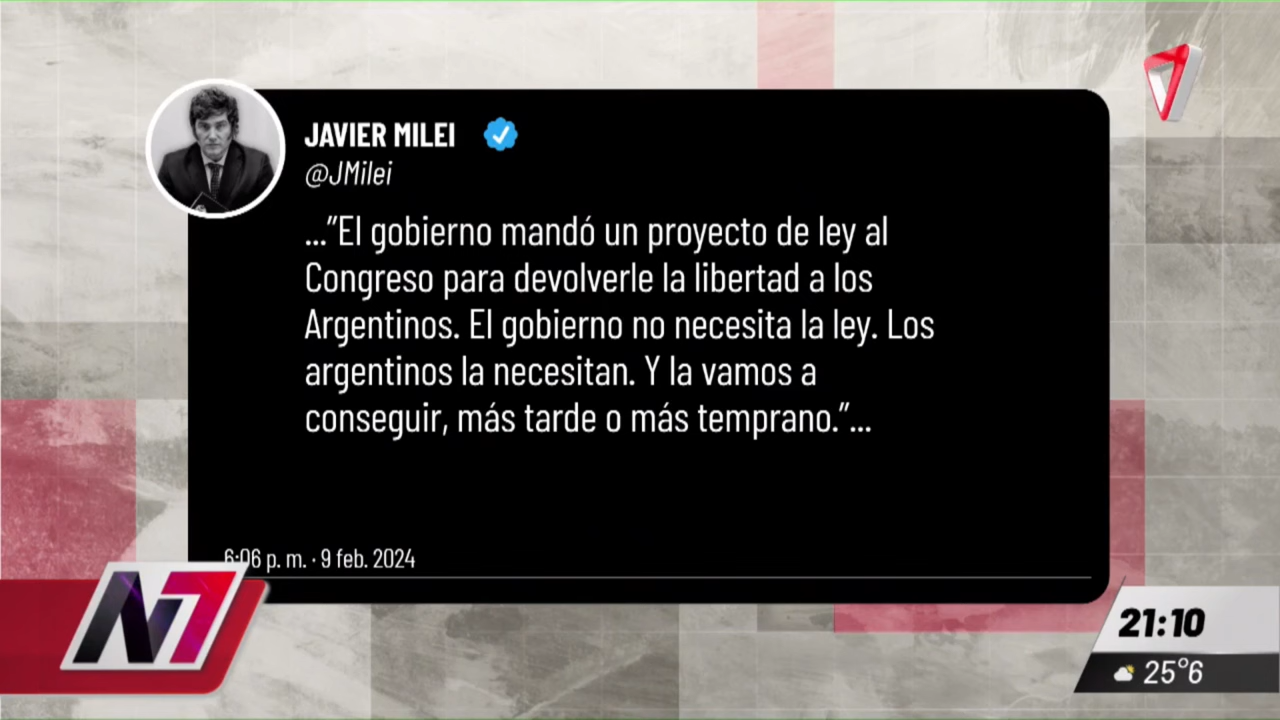 JAVIER MILEI
@JMilei
..."El gobierno mandó un proyecto de ley al
Congreso para devolverle la libertad a los
Argentinos. El gobierno no necesita la ley. Los
argentinos la necesitan. Y la vamos a
conseguir, más tarde o más temprano."...
6:06 p. m. · 9 feb. 2024
N7
21:10
25°6